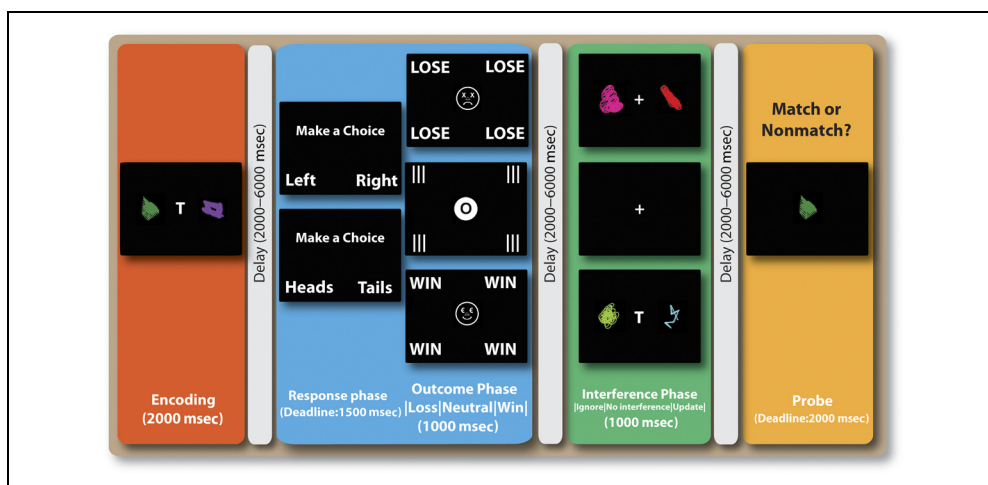 T
Encoding
(2000 msec)
Delay (2000–6000 msec)
Make a Choice
Left Right
Make a Choice
Heads Tails
Response phase
(Deadline:1500 msec)
LOSE LOSE
x x
LOSE LOSE
||| |||
O
||| |||
WIN WIN
€ €
WIN WIN
Outcome Phase
|Loss|Neutral|Win|
(1000 msec)
Delay (2000–6000 msec)
+
+
T
Interference Phase
|Ignore|No interference|Update|
(1000 msec)
Delay (2000–6000 msec)
Match or
Nonmatch?
Probe
(Deadline:2000 msec)